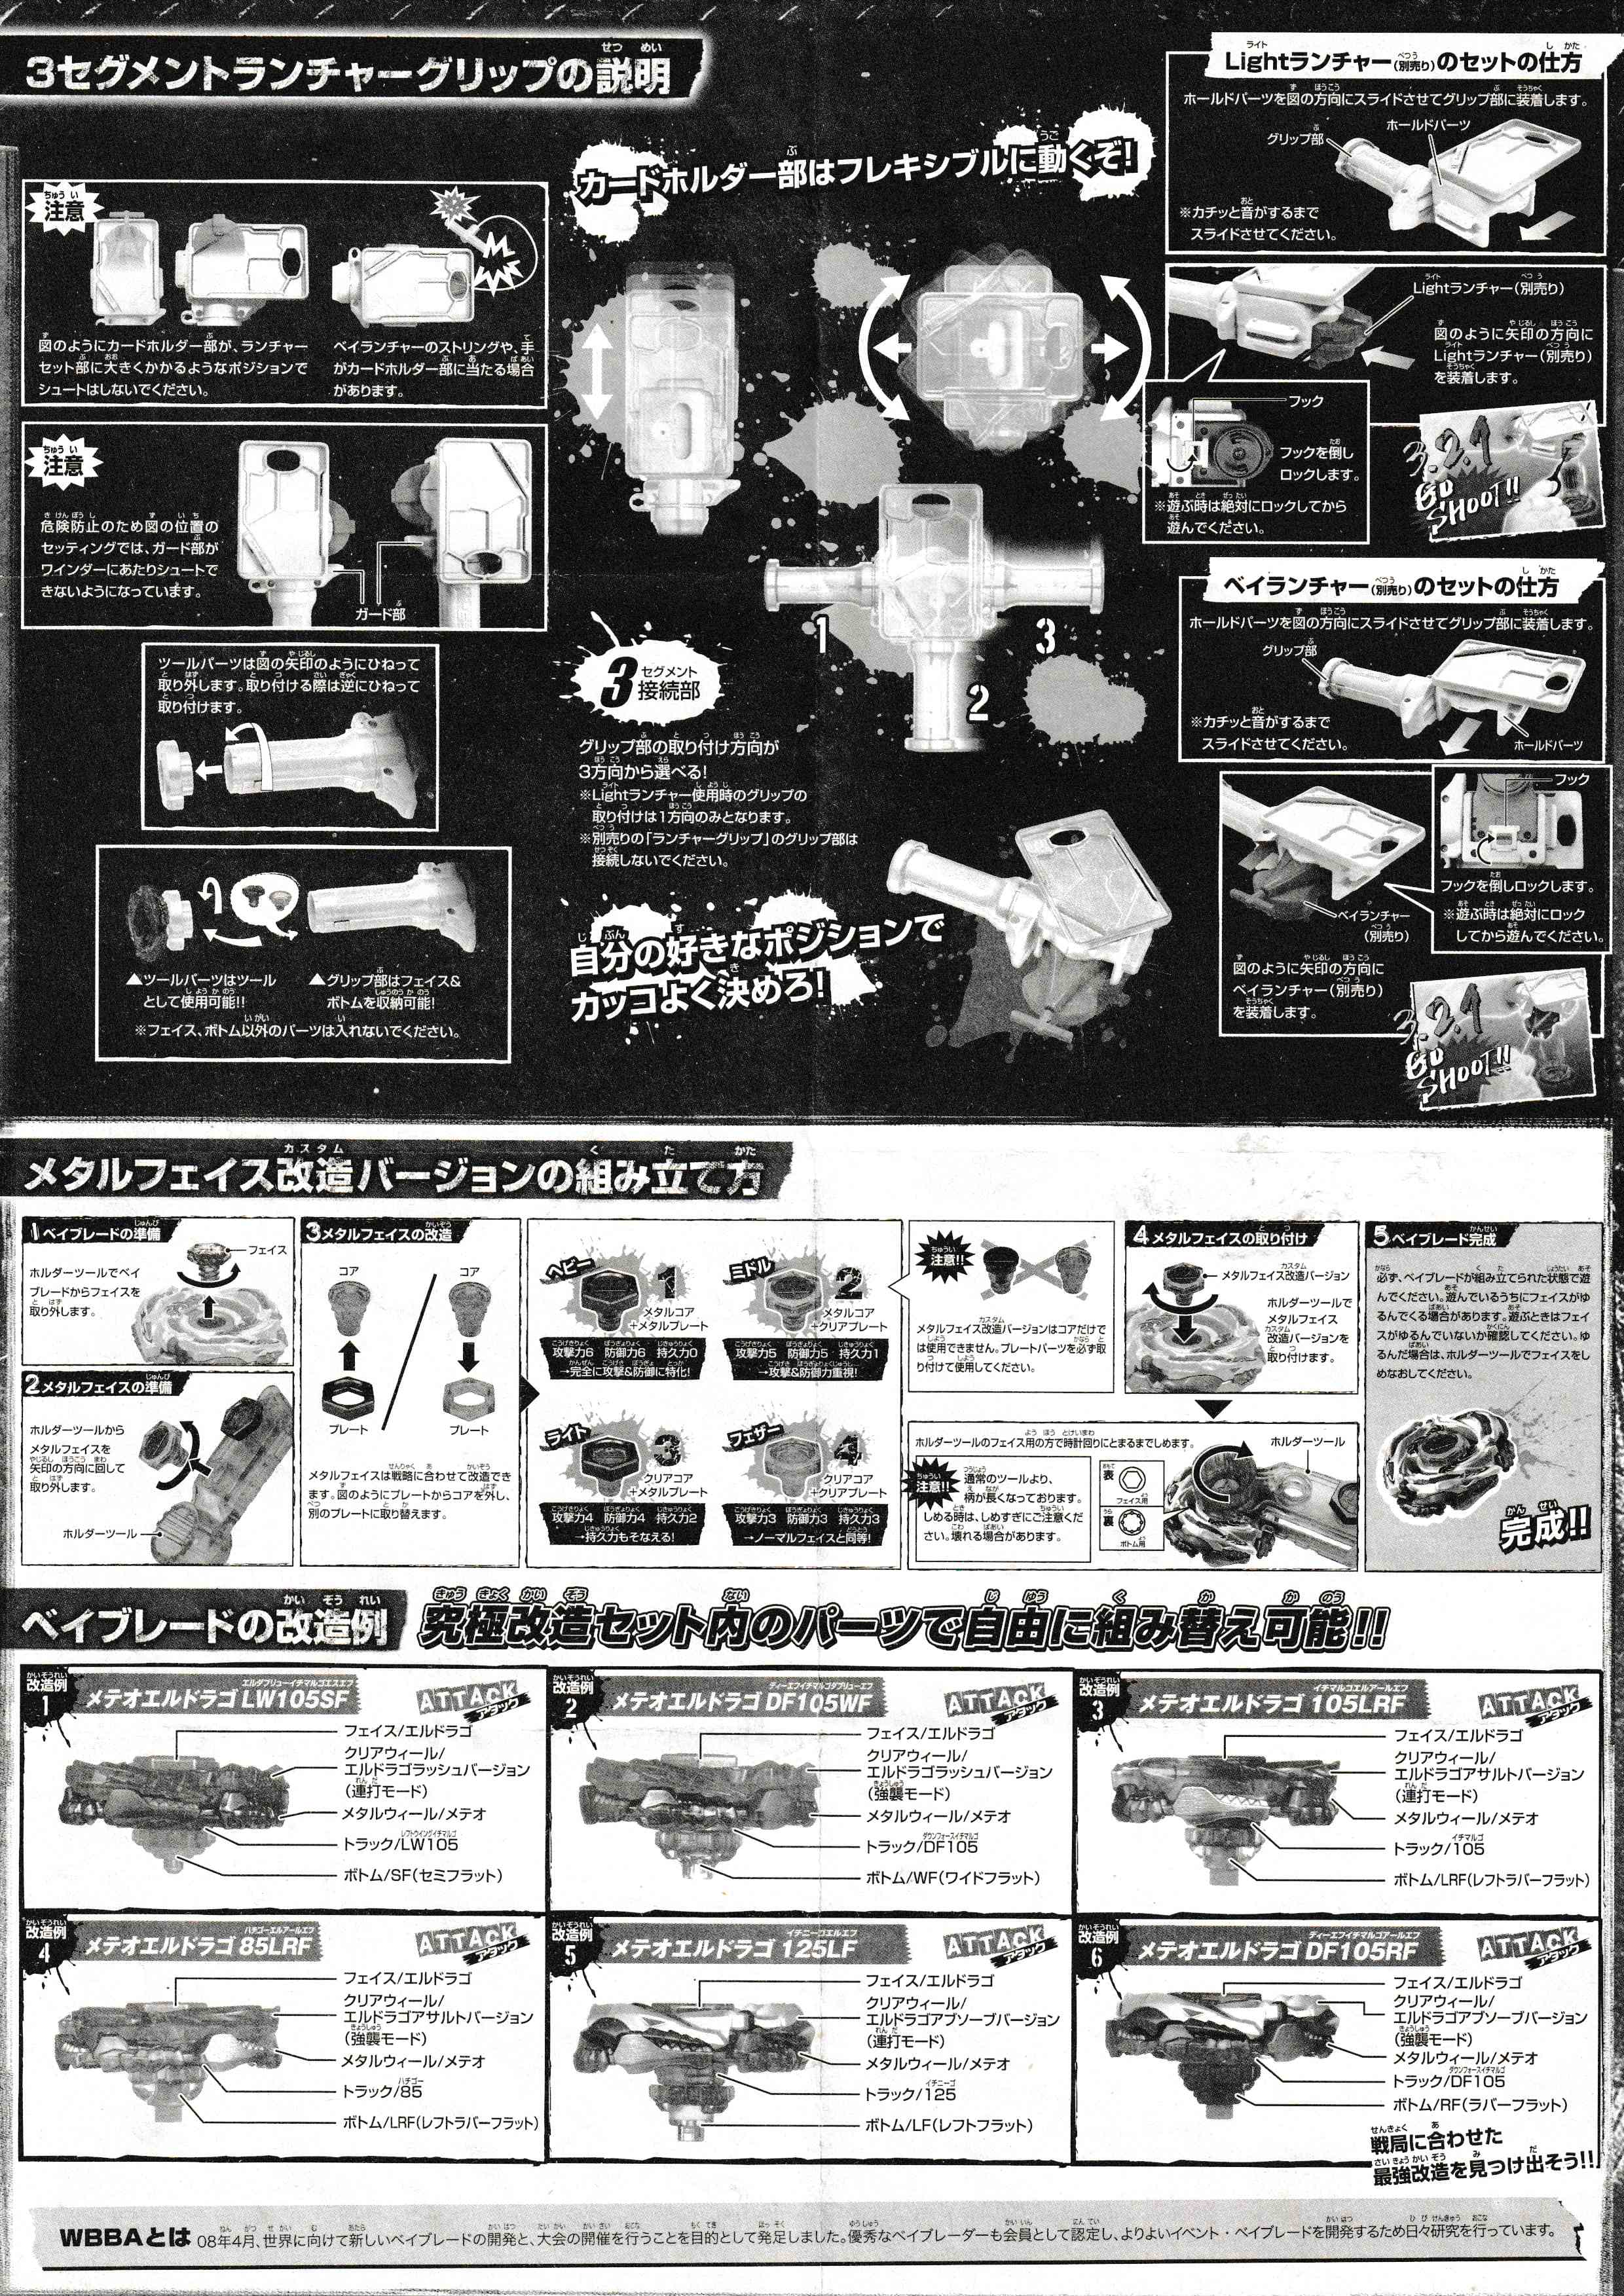 3セグメントランチャーグリップの説明
注意
図のようにカードホルダー部が、ランチャー
セット部に大きくかかるようなポジションで
シュートはしないでください。
ベイランチャーのストリングや、手
がカードホルダー部に当たる場合
があります。
注意
危険防止のため図の位置の
セッティングでは、ガード部が
ワインダーにあたりシュートで
きないようになっています。
ガード部
ツールパーツは図の矢印のようにひねって
取り外します。取り付ける際は逆にひねって
取り付けます。
▲ツールパーツはツール
として使用可能!!
▲グリップ部はフェイス&
ボトムを収納可能!
※フェイス、ボトム以外のパーツは入れないでください。
カードホルダー部はフレキシブルに動くぞ!
1
2
3
3セグメント
接続部
グリップ部の取り付け方向が
3方向から選べる!
※Lightランチャー使用時のグリップの
取り付けは1方向のみとなります。
※別売りの「ランチャーグリップ」のグリップ部は
接続しないでください。
自分の好きなポジションで
カッコよく決めろ!
Lightランチャー(別売り)のセットの仕方
ホールドパーツを図の方向にスライドさせてグリップ部に装着します。
グリップ部
ホールドパーツ
※カチッと音がするまで
スライドさせてください。
Lightランチャー(別売り)
図のように矢印の方向に
Lightランチャー(別売り)
を装着します。
フック
フックを倒し
ロックします。
※遊ぶ時は絶対にロックしてから
遊んでください。
3.2.1
GO
SHOOT!!
ベイランチャー(別売り)のセットの仕方
ホールドパーツを図の方向にスライドさせてグリップ部に装着します。
グリップ部
※カチッと音がするまで
スライドさせてください。
ホールドパーツ
フック
フックを倒しロックします。
※遊ぶ時は絶対にロック
してから遊んでください。
ベイランチャー
(別売り)
図のように矢印の方向に
ベイランチャー(別売り)
を装着します。
3.2.1
GO
SHOOT!!
メタルフェイス改造バージョンの組み立て方
1ベイブレードの準備
フェイス
ホルダーツールでベイ
ブレードからフェイスを
取り外します。
2メタルフェイスの準備
ホルダーツールから
メタルフェイスを
矢印の方向に回して
取り外します。
ホルダーツール
3メタルフェイスの改造
コア
コア
プレート
プレート
メタルフェイスは戦略に合わせて改造でき
ます。図のようにプレートからコアを外し、
別のプレートに取り替えます。
ヘビー
1
メタルコア
+メタルプレート
攻撃力6 防御力6 持久力0
→完全に攻撃&防御に特化!
ミドル
2
メタルコア
+クリアプレート
攻撃力5 防御力5 持久力1
→攻撃&防御力重視!
ライト
3
クリアコア
+メタルプレート
攻撃力4 防御力4 持久力2
→持久力もそなえる!
フェザー
4
クリアコア
+クリアプレート
攻撃力3 防御力3 持久力3
→ノーマルフェイスと同等!
注意!!
メタルフェイス改造バージョンはコアだけで
は使用できません。プレートパーツを必ず取
り付けて使用してください。
4メタルフェイスの取り付け
メタルフェイス改造バージョン
ホルダーツールで
メタルフェイス
改造バージョンを
取り付けます。
ホルダーツールのフェイス用の方で時計回りにとまるまでしめます。
注意!!
通常のツールより、
柄が長くなっております。
しめる時は、しめすぎにご注意くだ
さい。壊れる場合があります。
表
フェイス用
裏
ボトム用
ホルダーツール
5ベイブレード完成
必ず、ベイブレードが組み立てられた状態で遊
んでください。遊んでいるうちにフェイスがゆ
るんでくる場合があります。遊ぶときはフェイ
スがゆるんでいないか確認してください。ゆ
るんだ場合は、ホルダーツールでフェイスをし
めなおしてください。
完成!!
ベイブレードの改造例
究極改造セット内のパーツで自由に組み替え可能!!
改造例
1
メテオエルドラゴ LW105SF
ATTACK
アタック
フェイス/エルドラゴ
クリアウィール/
エルドラゴラッシュバージョン
(連打モード)
メタルウィール/メテオ
トラック/LW105
ボトム/SF(セミフラット)
改造例
2
メテオエルドラゴ DF105WF
ATTACK
アタック
フェイス/エルドラゴ
クリアウィール/
エルドラゴラッシュバージョン
(強襲モード)
メタルウィール/メテオ
トラック/DF105
ボトム/WF(ワイドフラット)
改造例
3
メテオエルドラゴ 105LRF
ATTACK
アタック
フェイス/エルドラゴ
クリアウィール/
エルドラゴアサルトバージョン
(連打モード)
メタルウィール/メテオ
トラック/105
ボトム/LRF(レフトラバーフラット)
改造例
4
メテオエルドラゴ 85LRF
ATTACK
アタック
フェイス/エルドラゴ
クリアウィール/
エルドラゴアサルトバージョン
(強襲モード)
メタルウィール/メテオ
トラック/85
ボトム/LRF(レフトラバーフラット)
改造例
5
メテオエルドラゴ 125LF
ATTACK
アタック
フェイス/エルドラゴ
クリアウィール/
エルドラゴアブソーブバージョン
(連打モード)
メタルウィール/メテオ
トラック/125
ボトム/LF(レフトフラット)
改造例
6
メテオエルドラゴ DF105RF
ATTACK
アタック
フェイス/エルドラゴ
クリアウィール/
エルドラゴアブソーブバージョン
(強襲モード)
メタルウィール/メテオ
トラック/DF105
ボトム/RF(ラバーフラット)
戦局に合わせた
最強改造を見つけ出そう!!
WBBAとは 08年4月、世界に向けて新しいベイブレードの開発と、大会の開催を行うことを目的として発足しました。優秀なベイブレーダーも会員として認定し、よりよいイベント・ベイブレードを開発するため日々研究を行っています。